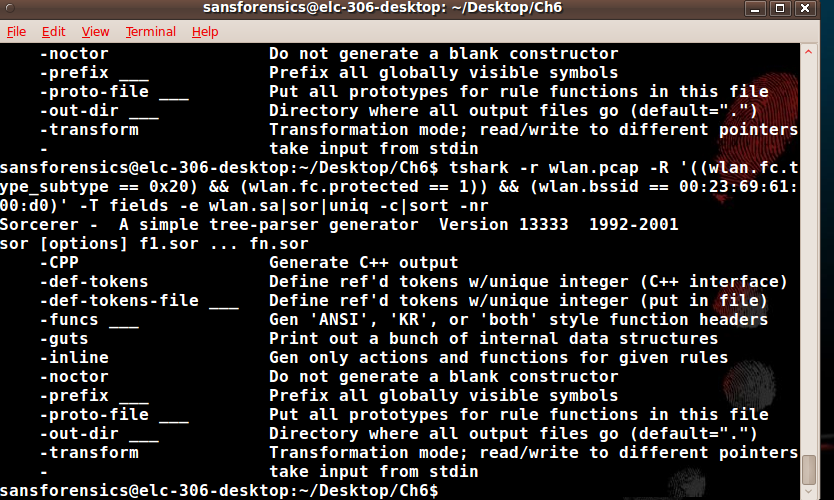 sansforensics@elc-306-desktop: ~/Desktop/Ch6
File Edit View Terminal Help
-noctor Do not generate a blank constructor
-prefix ___ Prefix all globally visible symbols
-proto-file ___ Put all prototypes for rule functions in this file
-out-dir ___ Directory where all output files go (default=".")
-transform Transformation mode; read/write to different pointers
- take input from stdin
sansforensics@elc-306-desktop:~/Desktop/Ch6$ tshark -r wlan.pcap -R '((wlan.fc.t
ype_subtype == 0x20) && (wlan.fc.protected == 1)) && (wlan.bssid == 00:23:69:61:
00:d0)' -T fields -e wlan.sa|sor|uniq -c|sort -nr
Sorcerer - A simple tree-parser generator Version 13333 1992-2001
sor [options] f1.sor ... fn.sor
-CPP Generate C++ output
-def-tokens Define ref'd tokens w/unique integer (C++ interface)
-def-tokens-file ___ Define ref'd tokens w/unique integer (put in file)
-funcs ___ Gen 'ANSI', 'KR', or 'both' style function headers
-guts Print out a bunch of internal data structures
-inline Gen only actions and functions for given rules
-noctor Do not generate a blank constructor
-prefix ___ Prefix all globally visible symbols
-proto-file ___ Put all prototypes for rule functions in this file
-out-dir ___ Directory where all output files go (default=".")
-transform Transformation mode; read/write to different pointers
- take input from stdin
sansforensics@elc-306-desktop:~/Desktop/Ch6$